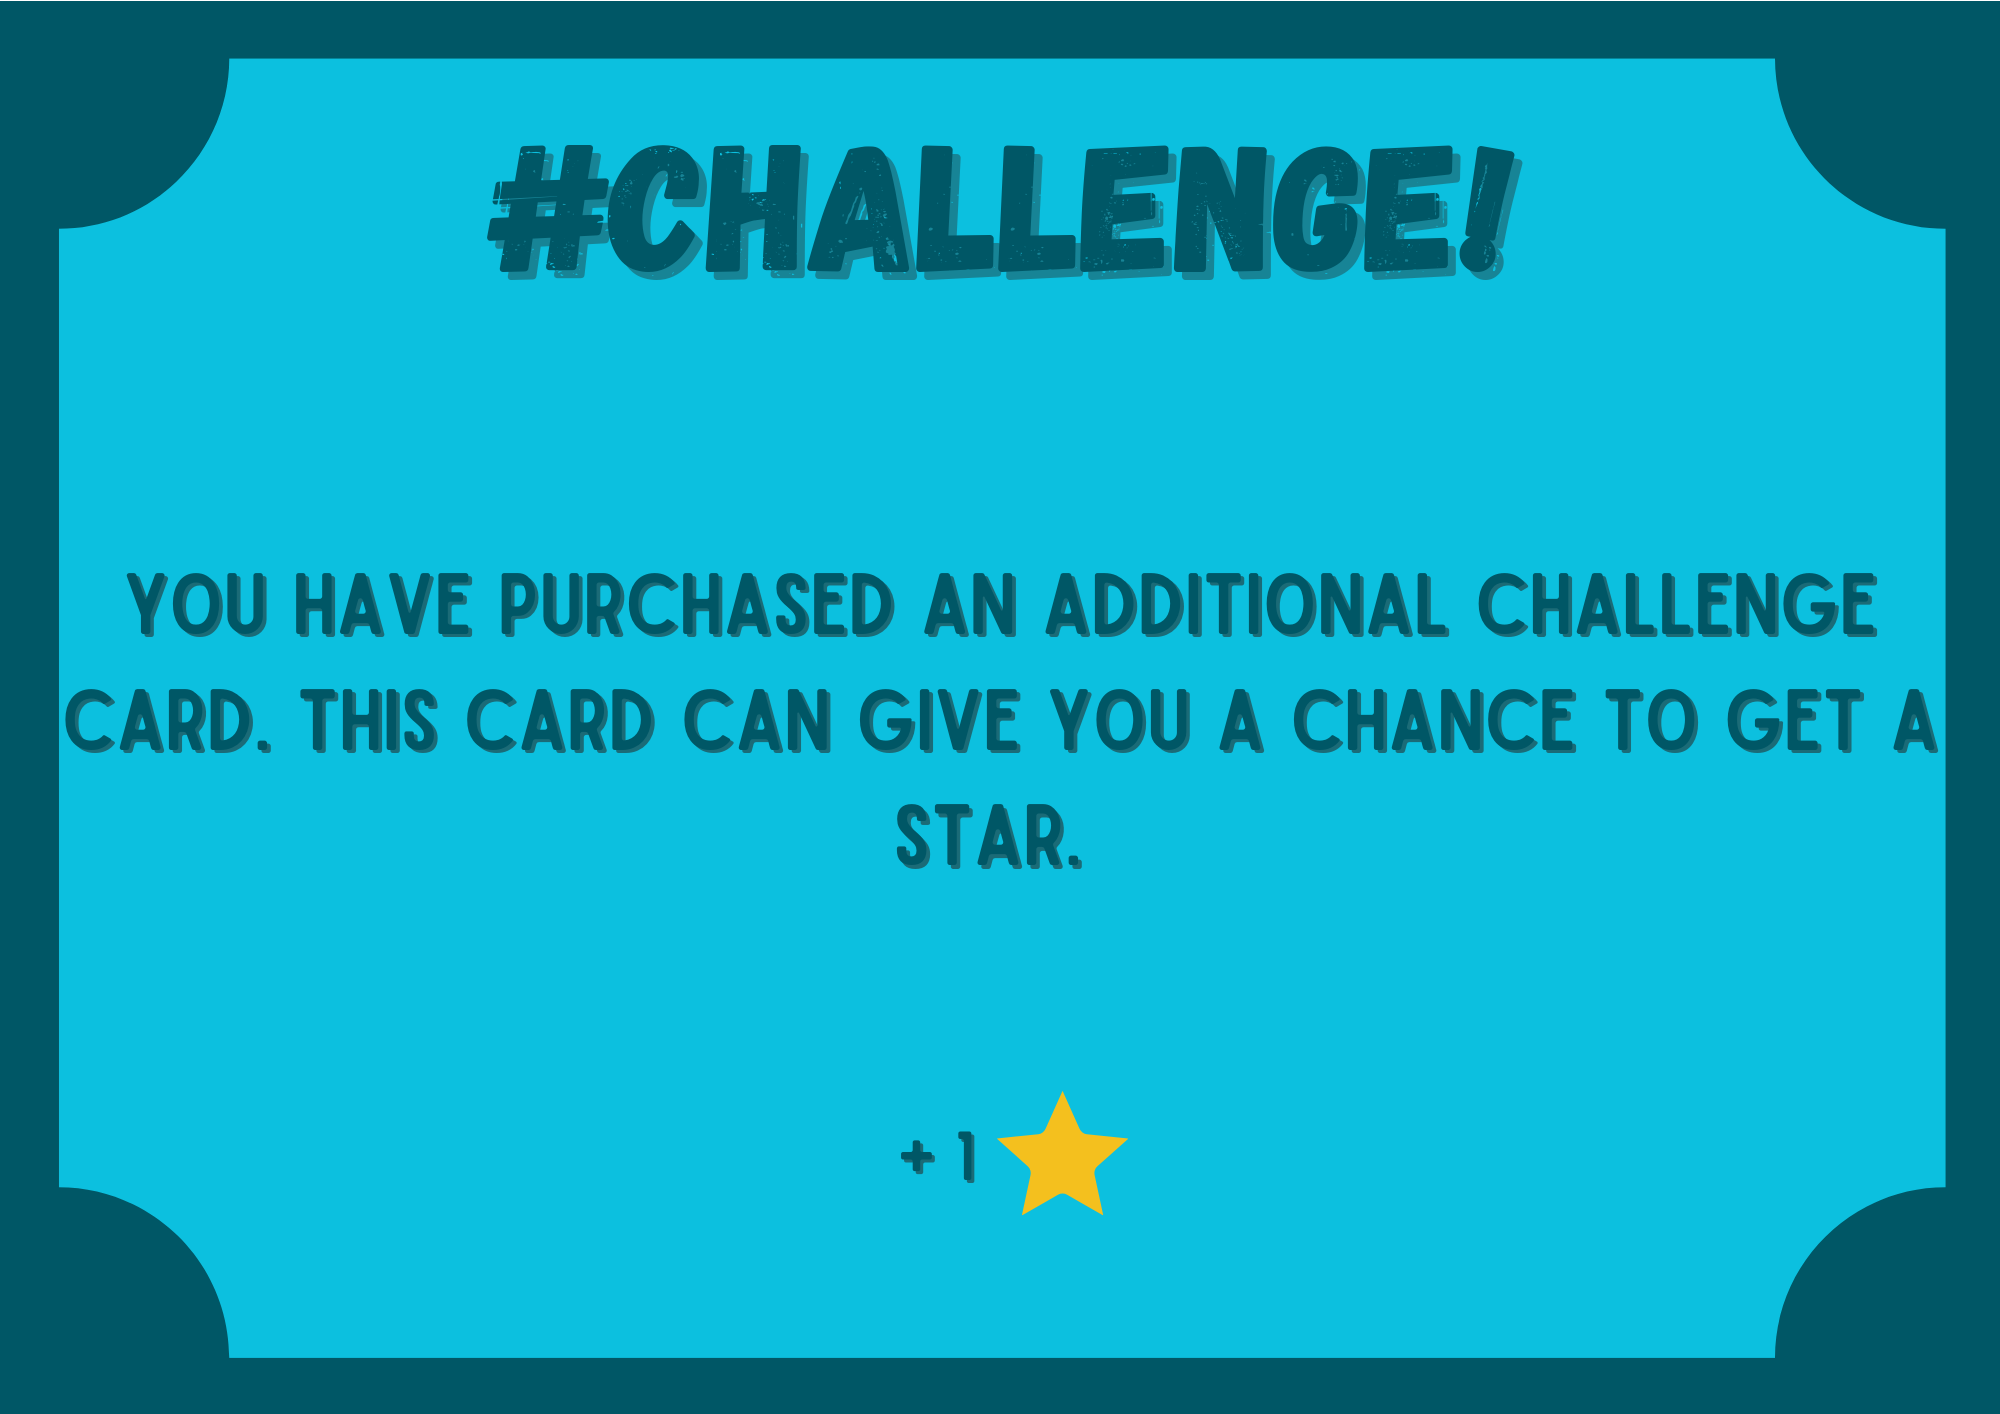 #CHALLENGE!
YOU HAVE PURCHASED AN ADDITIONAL CHALLENGE
CARD. THIS CARD CAN GIVE YOU A CHANCE TO GET A
STAR.
+ 1